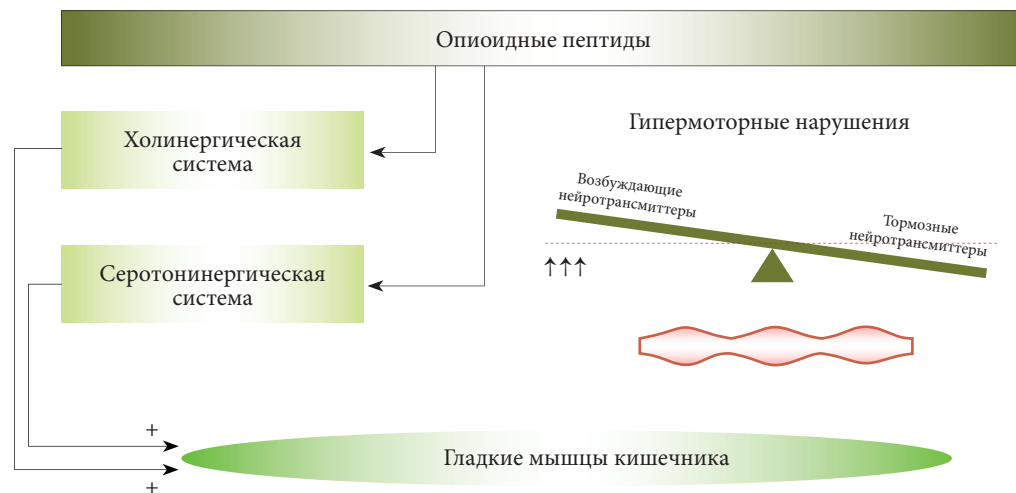 Опиоидные пептиды
Холинергическая
система
Гипермоторные нарушения
Возбуждающие
нейротрансмиттеры
Тормозные
нейротрансмиттеры
↑↑↑
Серотонинергическая
система
+
Гладкие мышцы кишечника
+